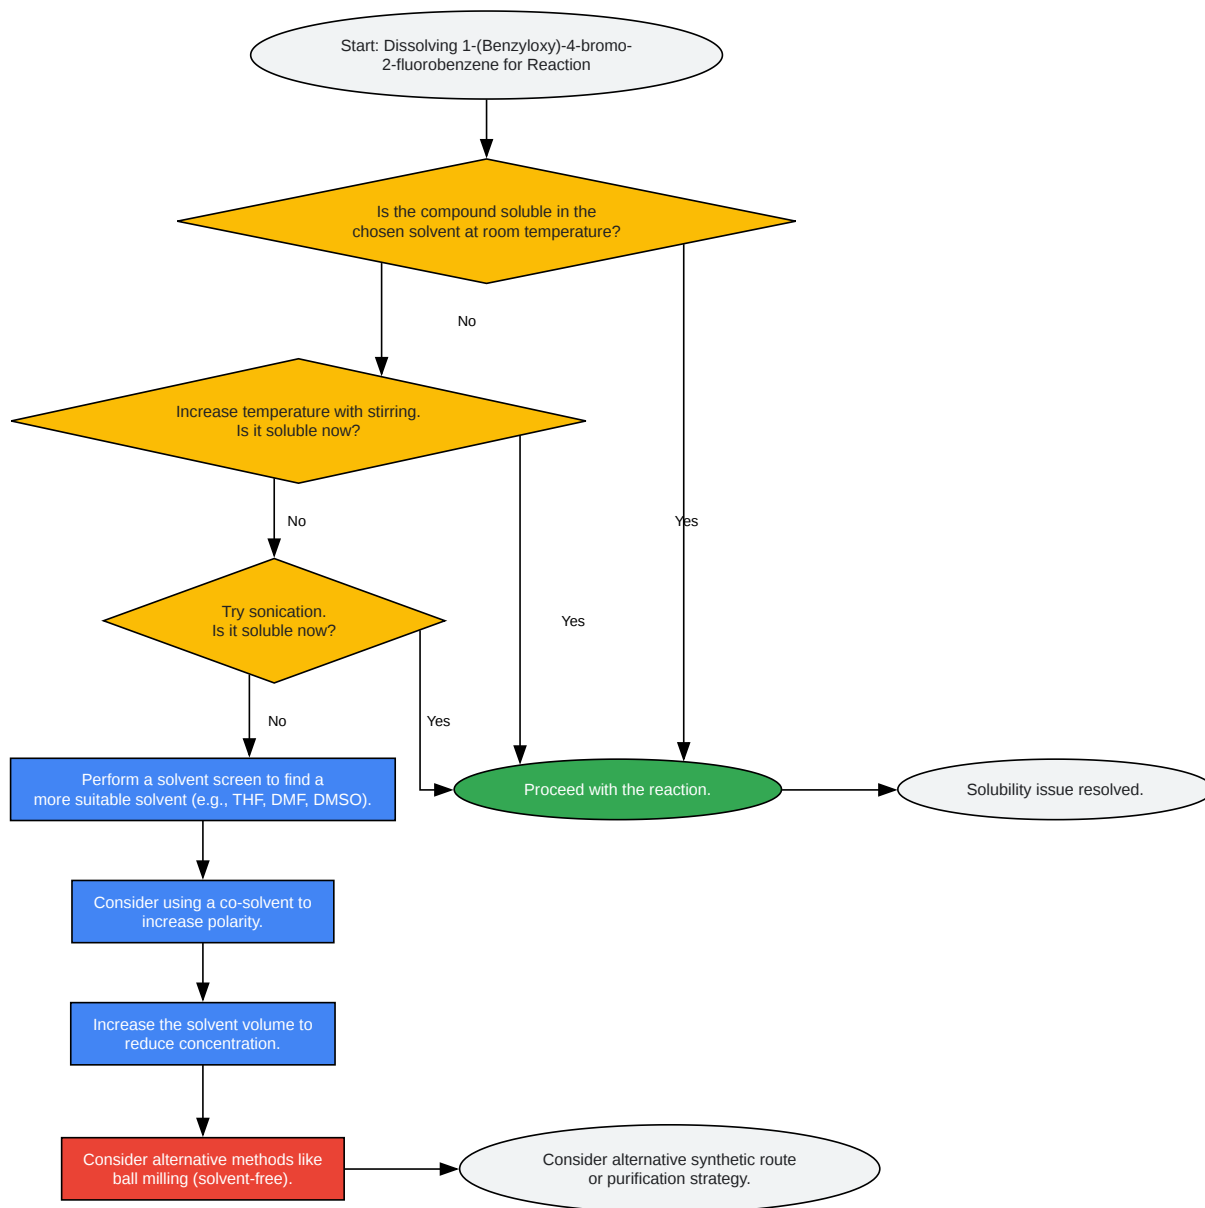 Start: Dissolving 1-(Benzyloxy)-4-bromo-
2-fluorobenzene for Reaction
Is the compound soluble in the
chosen solvent at room temperature?
No
Increase temperature with stirring.
Is it soluble now?
No
Yes
Try sonication.
Is it soluble now?
Yes
No
Yes
Perform a solvent screen to find a
more suitable solvent (e.g., THF, DMF, DMSO).
Proceed with the reaction.
Solubility issue resolved.
Consider using a co-solvent to
increase polarity.
Increase the solvent volume to
reduce concentration.
Consider alternative methods like
ball milling (solvent-free).
Consider alternative synthetic route
or purification strategy.